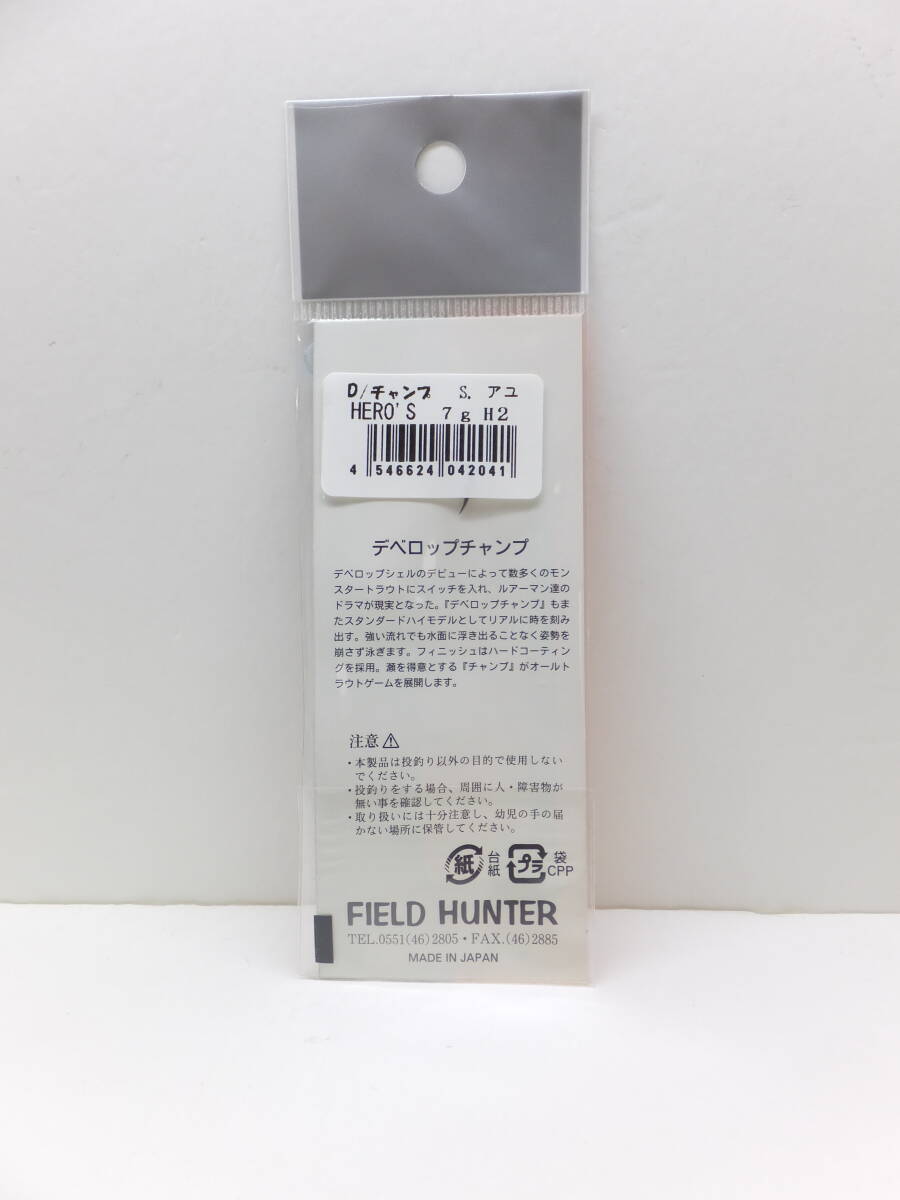 D/チャンプ S. アユ
HERO'S 7g H2
4 546624 042041
デベロップチャンプ
デベロップシェルのデビューによって数多くのモン
スタートラウトにスイッチを入れ、ルアーマン達の
ドラマが現実となった。『デベロップチャンプ』もま
たスタンダードハイモデルとしてリアルに時を刻み
出す。強い流れでも水面に浮き出ることなく姿勢を
崩さず泳ぎます。フィニッシュはハードコーティン
グを採用。瀬を得意とする『チャンプ』がオールト
ラウトゲームを展開します。
注意⚠
・本製品は投釣り以外の目的で使用しない
でください。
・投釣りをする場合、周囲に人・障害物が
無い事を確認してください。
・取り扱いには十分注意し、幼児の手の届
かない場所に保管してください。
紙 台紙 プラ 袋 CPP
FIELD HUNTER
TEL.0551(46)2805・FAX.(46)2885
MADE IN JAPAN